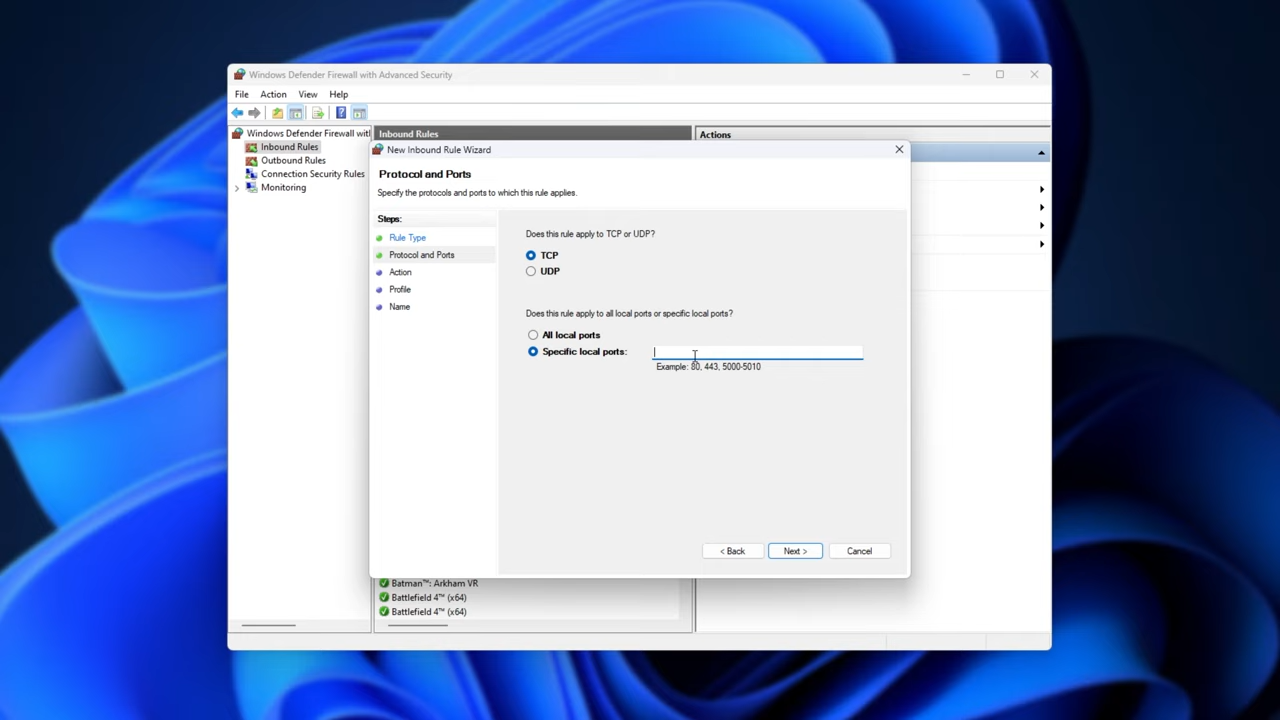 Windows Defender Firewall with Advanced Security
File Action View Help
Windows Defender Firewall with
Inbound Rules
Outbound Rules
Connection Security Rules
Monitoring
Inbound Rules
Actions
New Inbound Rule Wizard
Protocol and Ports
Specify the protocols and ports to which this rule applies.
Steps:
Rule Type
Protocol and Ports
Action
Profile
Name
Does this rule apply to TCP or UDP?
TCP
UDP
Does this rule apply to all local ports or specific local ports?
All local ports
Specific local ports:
Example: 80, 443, 5000-5010
< Back Next > Cancel
Batman™: Arkham VR
Battlefield 4™ (x64)
Battlefield 4™ (x64)